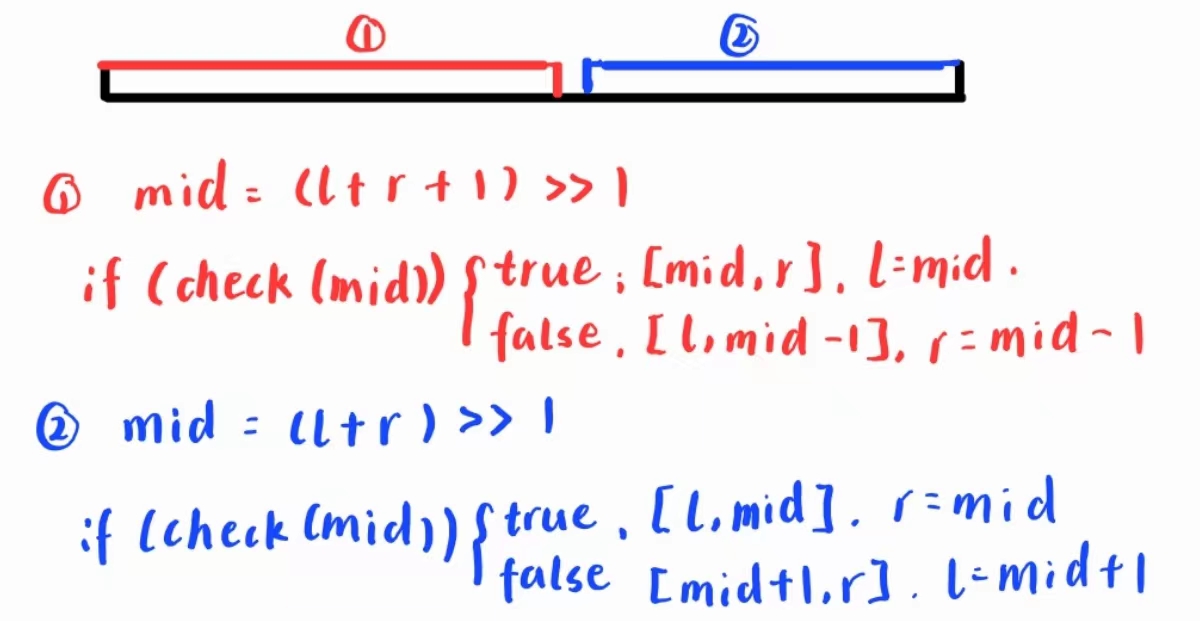 ① ②
① mid = (l + r + 1) >> 1
if (check (mid)) { true ; [mid, r]. l=mid .
false . [l, mid -1], r = mid - 1
② mid = (l+r) >> 1
if (check (mid)) { true . [l, mid]. r = mid
false [mid+1, r] . l=mid+1